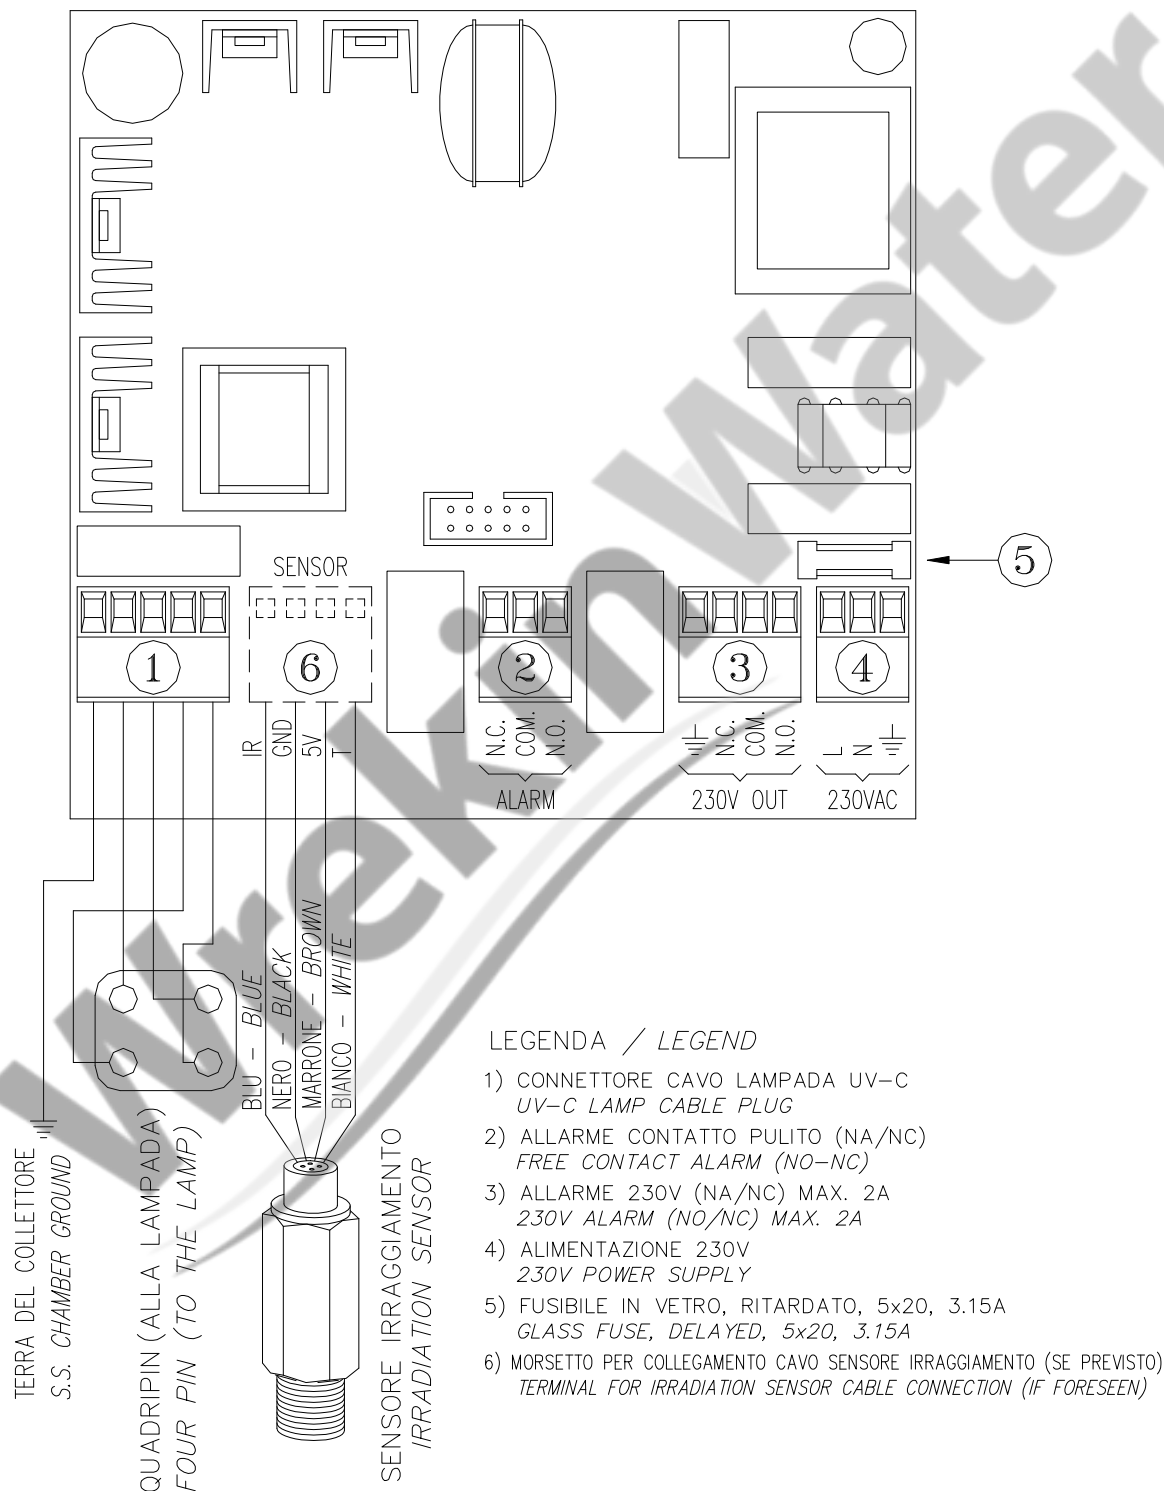 WrekinWater
SENSOR
5
1
6
2
3
4
IR
GND
5V
T
N.C.
COM.
N.O.
N.C.
COM.
N.O.
L
N
ALARM
230V OUT
230VAC
BLU - BLUE
NERO - BLACK
MARRONE - BROWN
BIANCO - WHITE
TERRA DEL COLLETTORE
S.S. CHAMBER GROUND
QUADRIPIN (ALLA LAMPADA)
FOUR PIN (TO THE LAMP)
SENSORE IRRAGGIAMENTO
IRRADIATION SENSOR
LEGENDA / LEGEND
1) CONNETTORE CAVO LAMPADA UV-C
UV-C LAMP CABLE PLUG
2) ALLARME CONTATTO PULITO (NA/NC)
FREE CONTACT ALARM (NO-NC)
3) ALLARME 230V (NA/NC) MAX. 2A
230V ALARM (NO/NC) MAX. 2A
4) ALIMENTAZIONE 230V
230V POWER SUPPLY
5) FUSIBILE IN VETRO, RITARDATO, 5x20, 3.15A
GLASS FUSE, DELAYED, 5x20, 3.15A
6) MORSETTO PER COLLEGAMENTO CAVO SENSORE IRRAGGIAMENTO (SE PREVISTO)
TERMINAL FOR IRRADIATION SENSOR CABLE CONNECTION (IF FORESEEN)